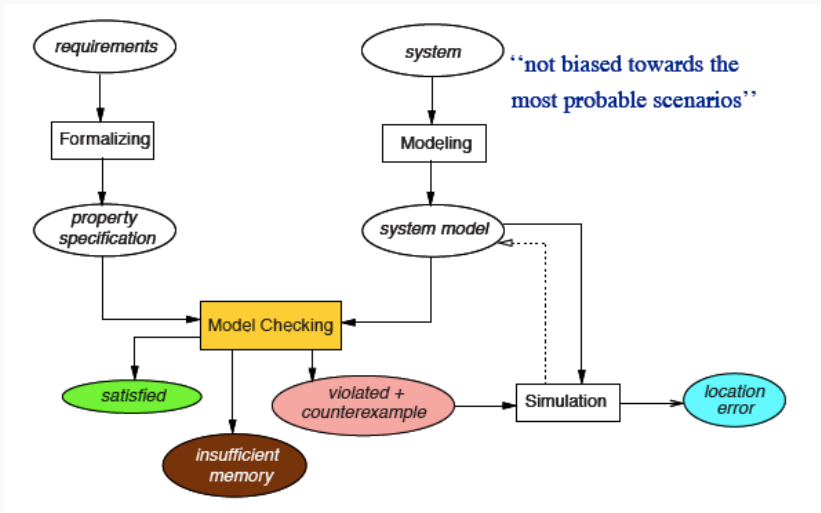 requirements
system
‘‘not biased towards the
most probable scenarios’’
Formalizing
Modeling
property
specification
system model
Model Checking
satisfied
violated +
counterexample
Simulation
location
error
insufficient
memory